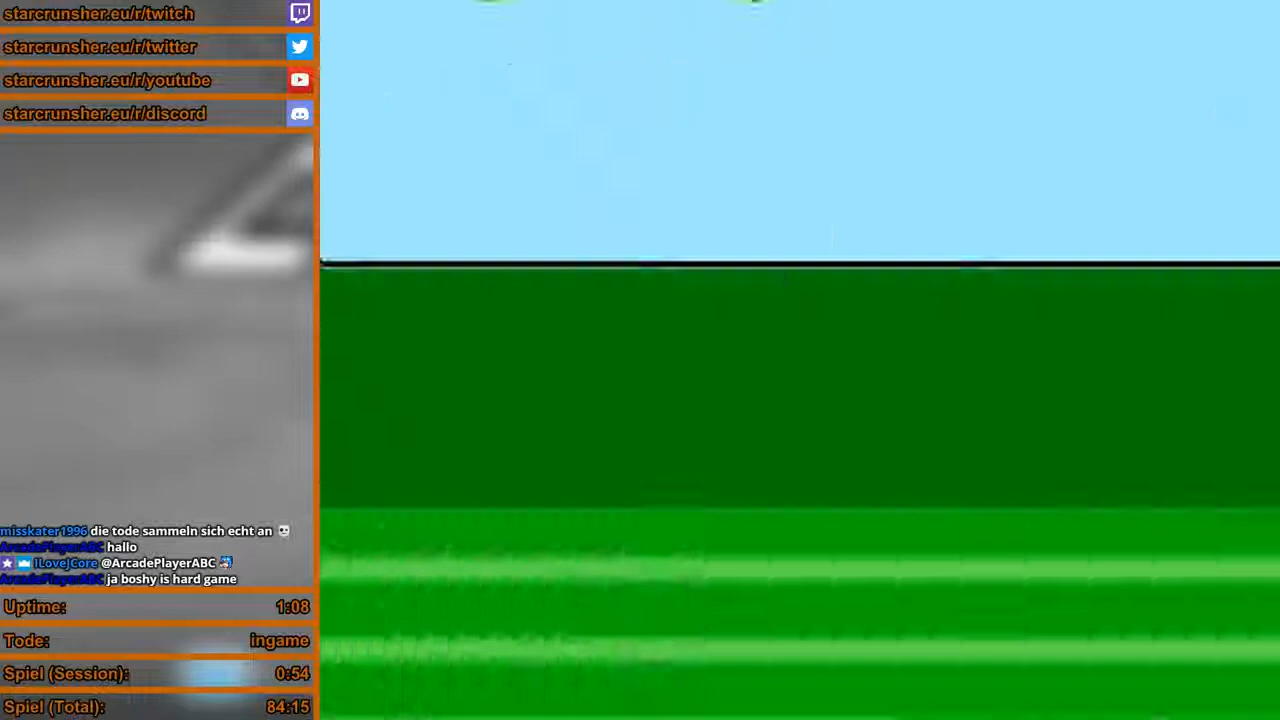 starcrunsher.eu/r/twitch
starcrunsher.eu/r/twitter
starcrunsher.eu/r/youtube
starcrunsher.eu/r/discord
misskater1996 die tode sammeln sich echt an
ArcadePlayerABC hallo
ILoveJCore @ArcadePlayerABC
ArcadePlayerABC ja boshy is hard game
Uptime: 1:08
Tode: ingame
Spiel (Session): 0:54
Spiel (Total): 84:15